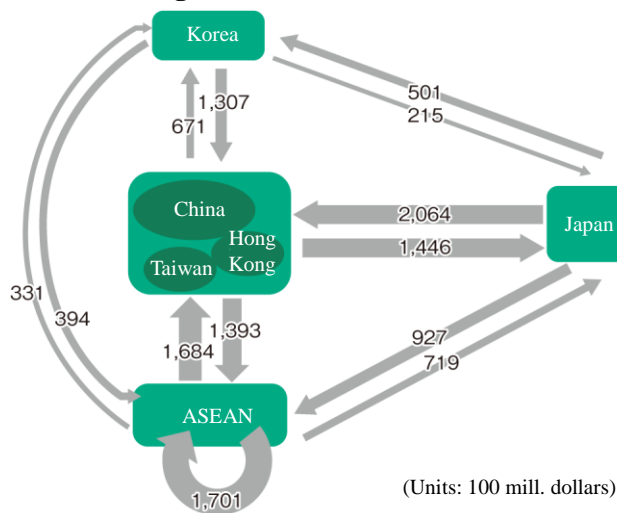 Korea
501
215
1,307
671
China
Hong
Kong
Taiwan
2,064
1,446
Japan
331
394
1,393
1,684
927
719
ASEAN
1,701
(Units: 100 mill. dollars)